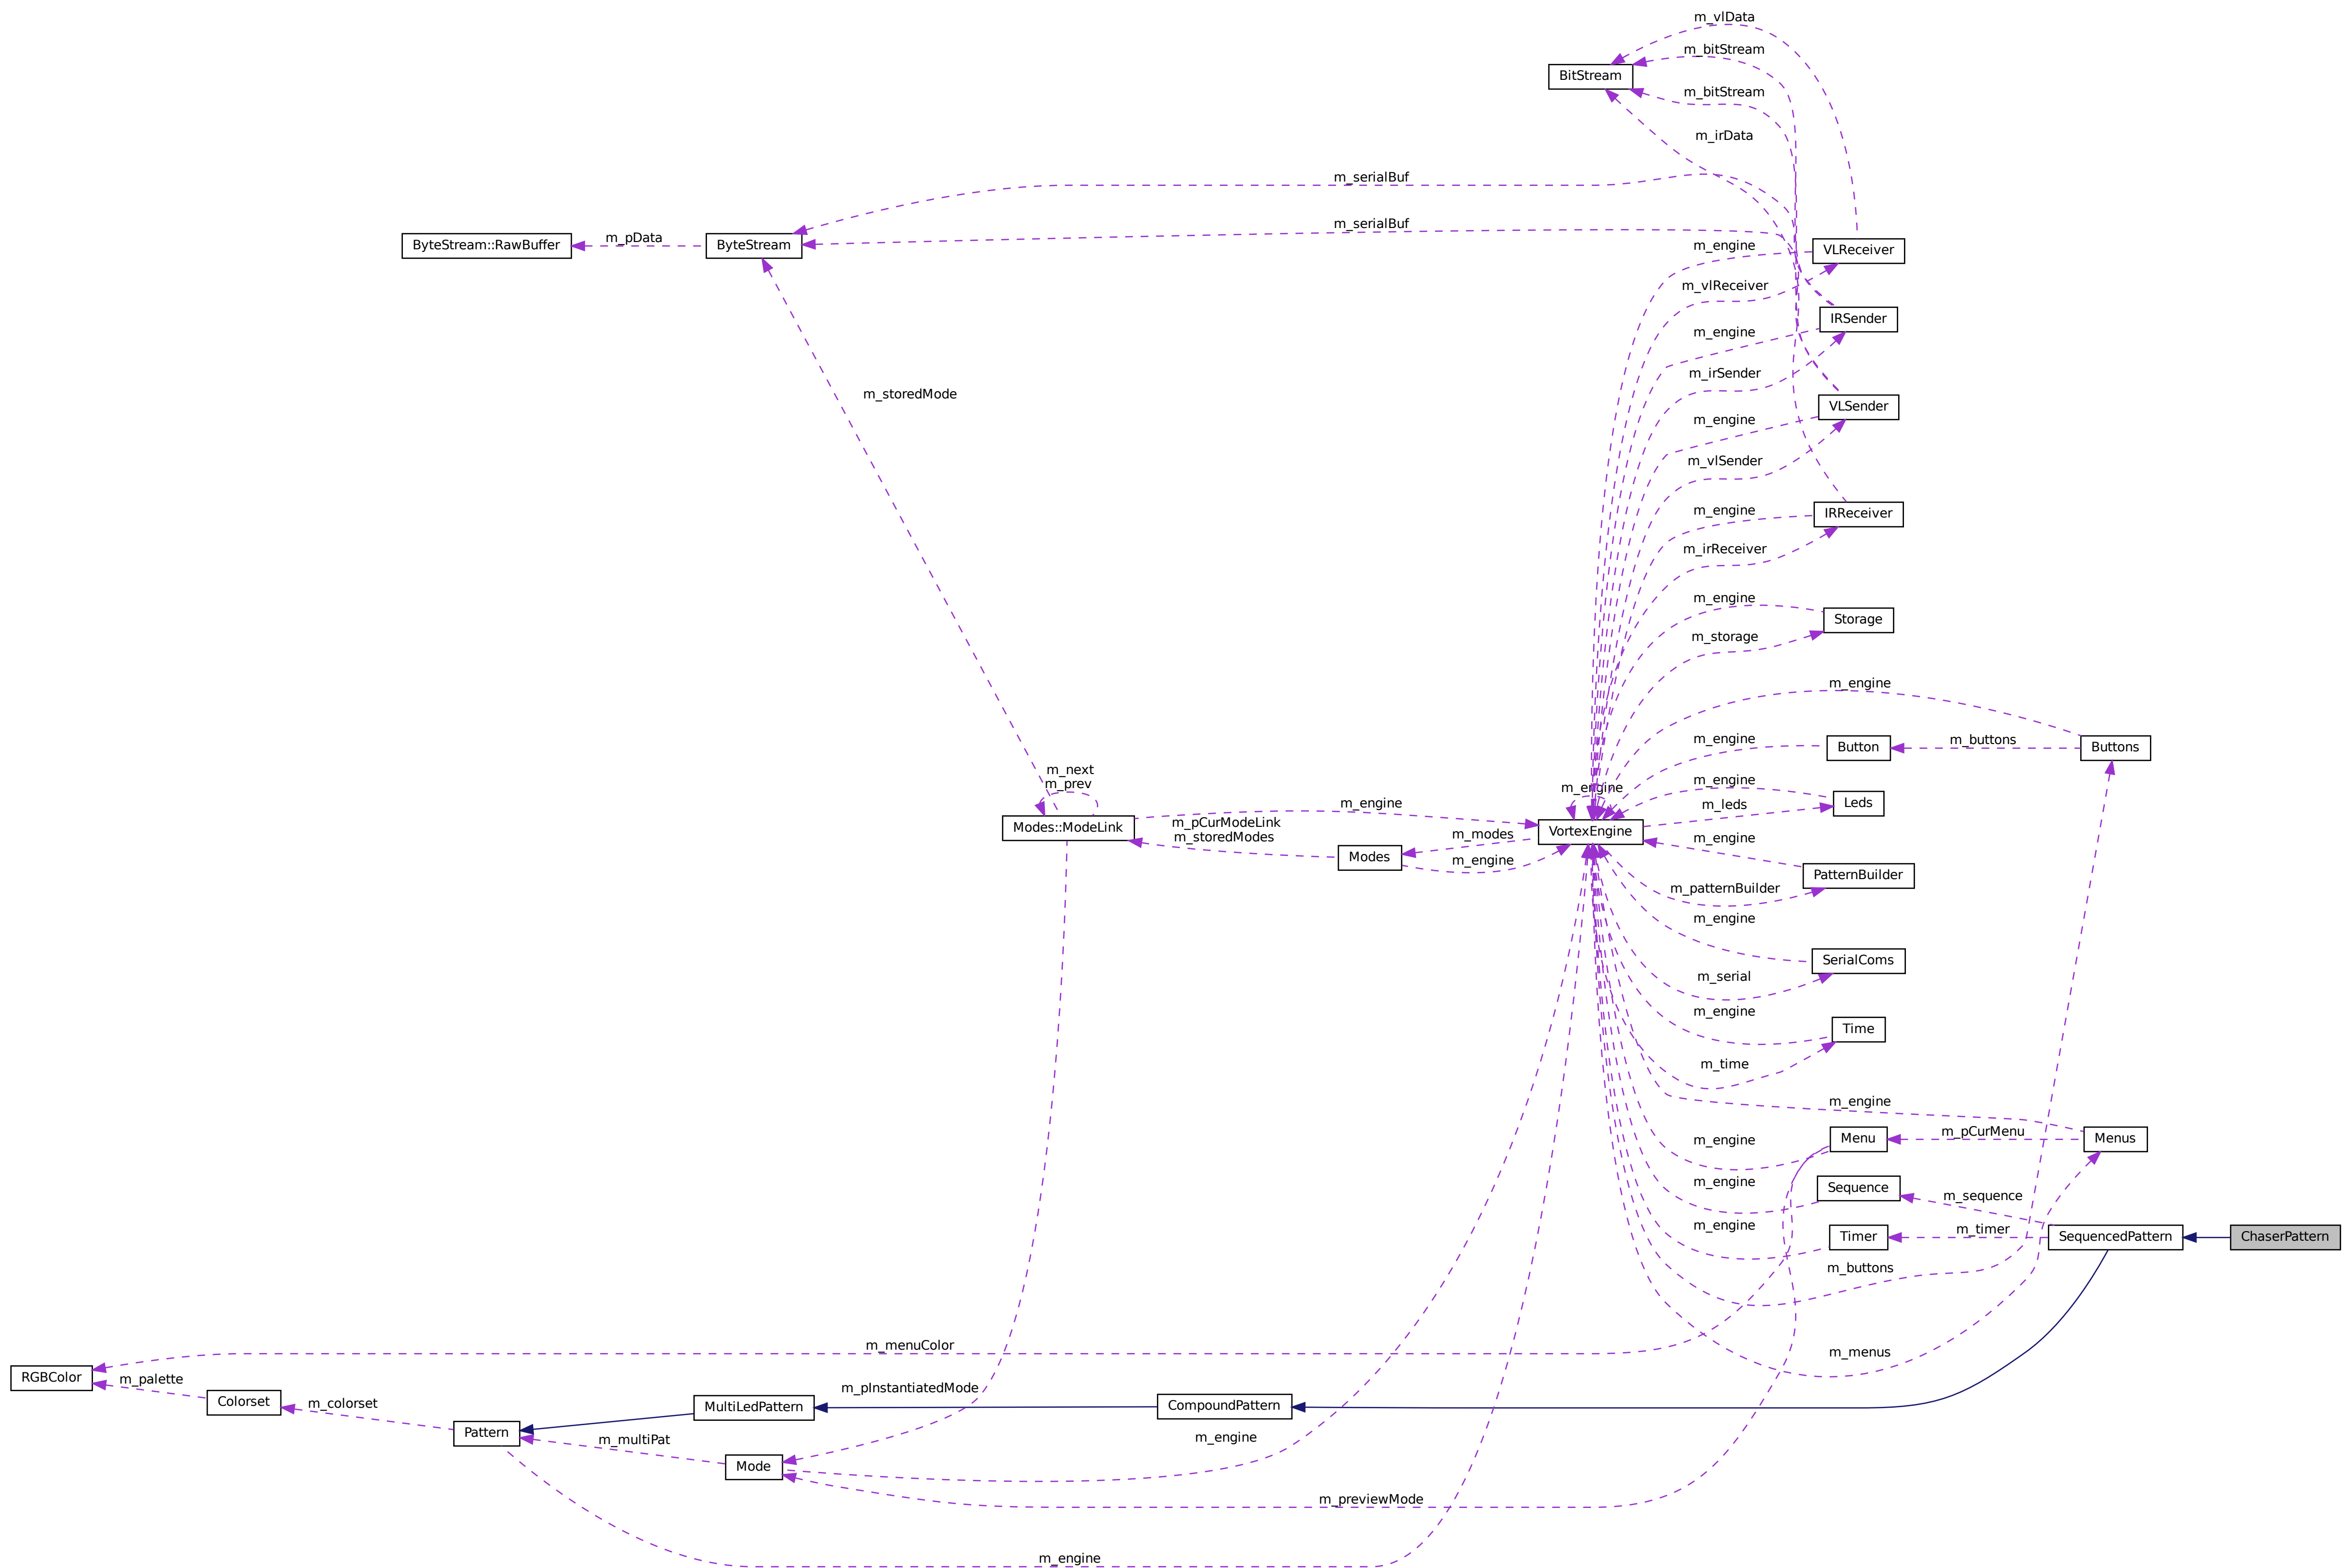 m_vlData
m_bitStream
BitStream
m_bitStream
m_irData
m_serialBuf
m_serialBuf
ByteStream::RawBuffer
m_pData
ByteStream
m_engine
VLReceiver
m_vlReceiver
IRSender
m_engine
m_irSender
m_storedMode
VLSender
m_engine
m_vlSender
m_engine
IRReceiver
m_irReceiver
m_engine
Storage
m_storage
m_engine
m_engine
Button
m_buttons
Buttons
m_next
m_prev
m_engine
m_engine
m_engine
m_leds
Leds
Modes::ModeLink
m_pCurModeLink
m_storedModes
m_modes
VortexEngine
m_engine
Modes
m_engine
PatternBuilder
m_patternBuilder
m_engine
SerialComs
m_serial
m_engine
Time
m_time
m_engine
m_engine
Menu
m_pCurMenu
Menus
m_engine
Sequence
m_sequence
m_engine
Timer
m_timer
SequencedPattern
ChaserPattern
m_buttons
m_menuColor
m_menus
RGBColor
m_palette
Colorset
m_colorset
m_pInstantiatedMode
MultiLedPattern
CompoundPattern
Pattern
m_multiPat
m_engine
Mode
m_previewMode
m_engine